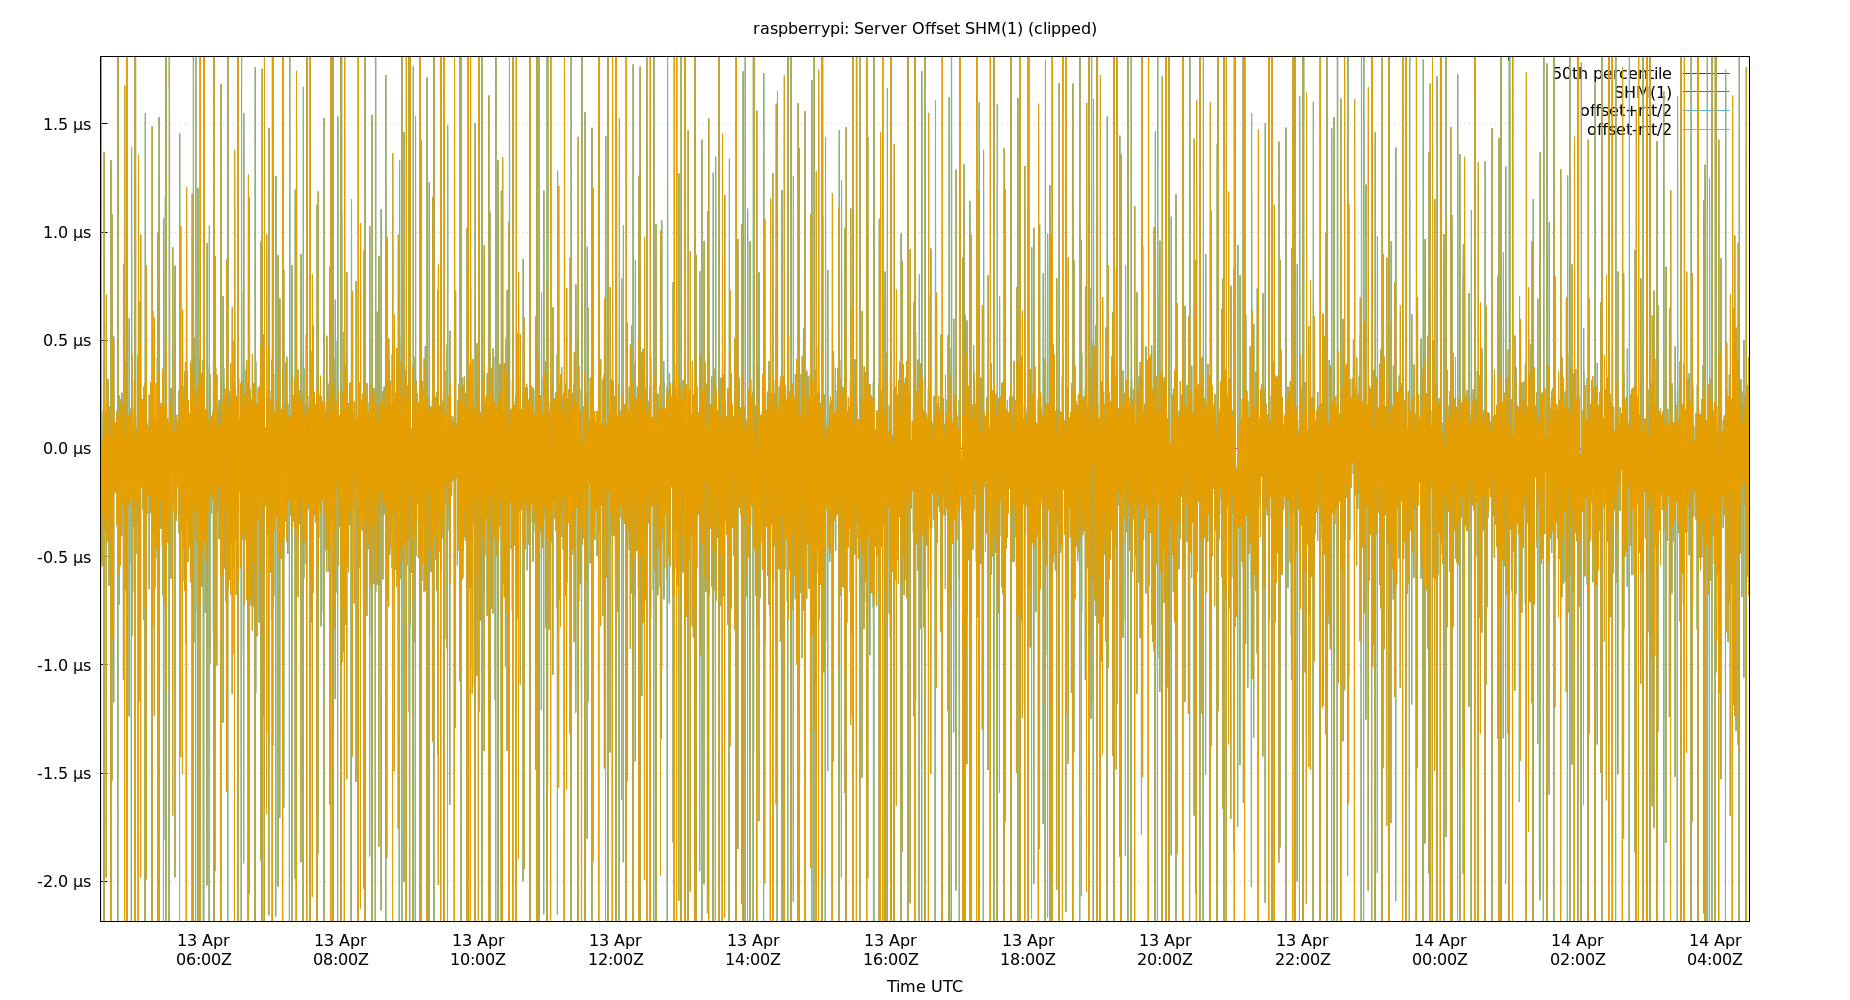 raspberrypi: Server Offset SHM(1) (clipped)
50th percentile
SHM(1)
offset+rtt/2
offset-rtt/2
1.5 µs
1.0 µs
0.5 µs
0.0 µs
-0.5 µs
-1.0 µs
-1.5 µs
-2.0 µs
13 Apr 13 Apr 13 Apr 13 Apr 13 Apr 13 Apr 13 Apr 13 Apr 13 Apr 14 Apr 14 Apr 14 Apr
06:00Z 08:00Z 10:00Z 12:00Z 14:00Z 16:00Z 18:00Z 20:00Z 22:00Z 00:00Z 02:00Z 04:00Z
Time UTC